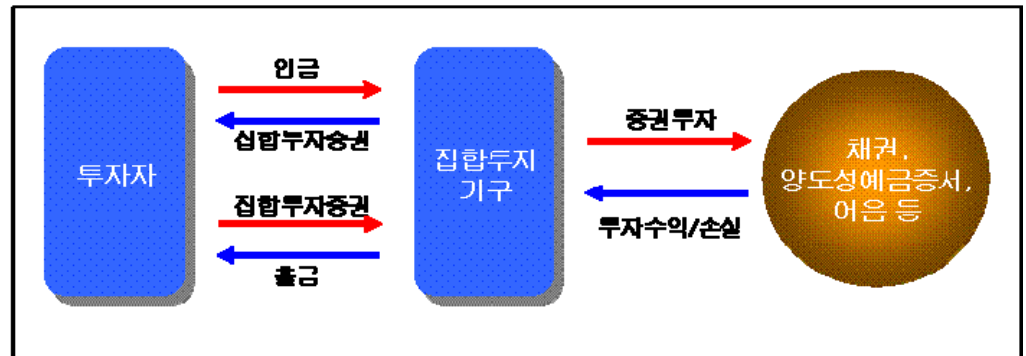 투자자
입금
집합투자증권
집합투자증권
출금
집합투자
기구
증권투자
투자수익/손실
채권,
양도성예금증서,
어음 등